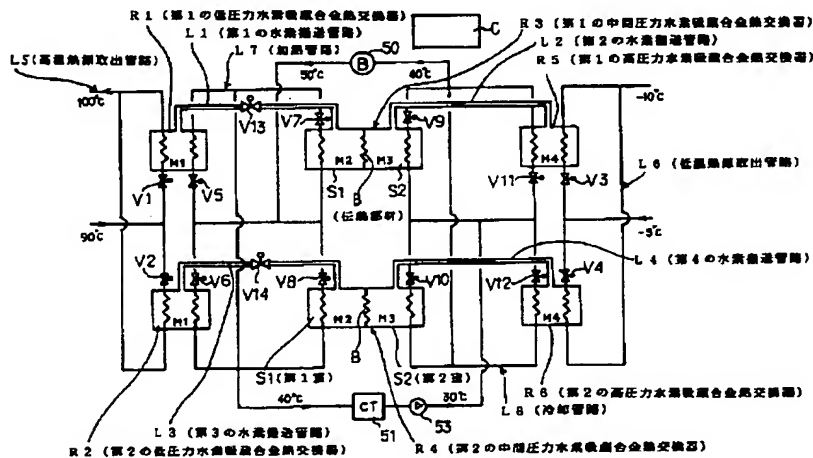 R1(第1の低圧力水素吸蔵合金熱交換器)
L1(第1の水素搬送管路)
L7(加熱管路)
R3(第1の中間圧力水素吸蔵合金熱交換器)
L2(第2の水素搬送管路)
R5(第1の高圧力水素吸蔵合金熱交換器)
50
B
C
L5(高温熱源取出管路)
50℃
40℃
100℃
-10℃
V13
V7
V9
M1
M2
M3
M4
V1
V5
S1
B
S2
V11
V3
(伝熱部材)
L6(低温熱源取出管路)
90℃
-5℃
V2
V6
V14
V8
V10
V12
V4
L4(第4の水素搬送管路)
M1
M2
M3
M4
B
S1(第1室)
S2(第2室)
R6(第2の高圧力水素吸蔵合金熱交換器)
L8(冷却管路)
40℃
CT
30℃
51
53
L3(第3の水素搬送管路)
R4(第2の中間圧力水素吸蔵合金熱交換器)
R2(第2の低圧力水素吸蔵合金熱交換器)